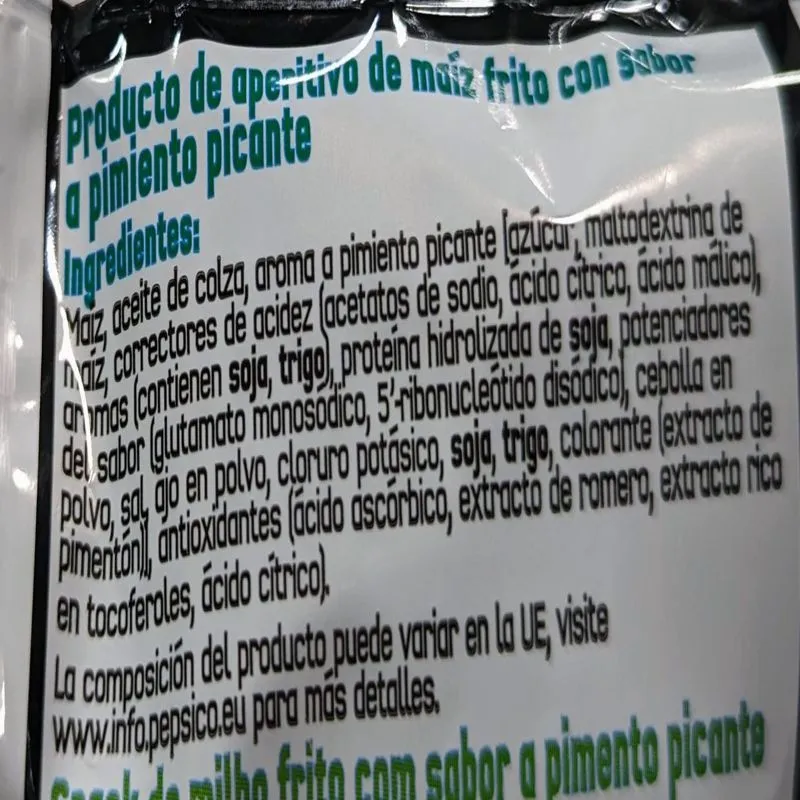 Producto de aperitivo de maíz frito con sabor
a pimiento picante
Ingredientes:
Maíz, aceite de colza, aroma a pimiento picante [azúcar, maltodextrina de
maíz, correctores de acidez (acetatos de sodio, ácido cítrico, ácido málico),
aromas (contienen soja, trigo), proteína hidrolizada de soja, potenciadores
del sabor (glutamato monosódico, 5'-ribonucleótido disódico), cebolla en
polvo, sal, ajo en polvo, cloruro potásico, soja, trigo, colorante (extracto de
pimentón)], antioxidantes (ácido ascórbico, extracto de romero, extracto rico
en tocoferoles, ácido cítrico).
La composición del producto puede variar en la UE, visite
www.info.pepsico.eu para más detalles.
Snack de milho frito com sabor a pimento picante